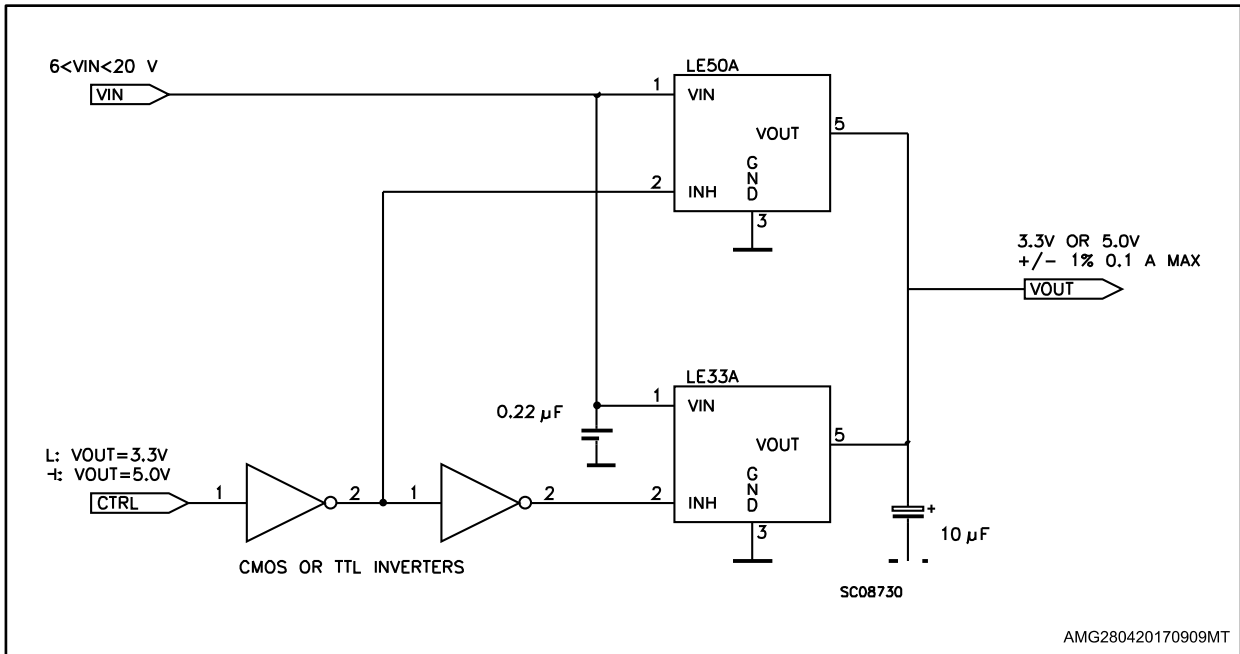 6<VIN<20 V
VIN
LE50A
1
VIN
VOUT
5
2
INH
GND
3
3.3V OR 5.0V
+/- 1% 0.1 A MAX
VOUT
LE33A
1
VIN
0.22 µF
VOUT
5
L: VOUT=3.3V
H: VOUT=5.0V
CTRL
1
2
1
2
2
INH
GND
3
+
10 µF
CMOS OR TTL INVERTERS
SC08730
AMG280420170909MT